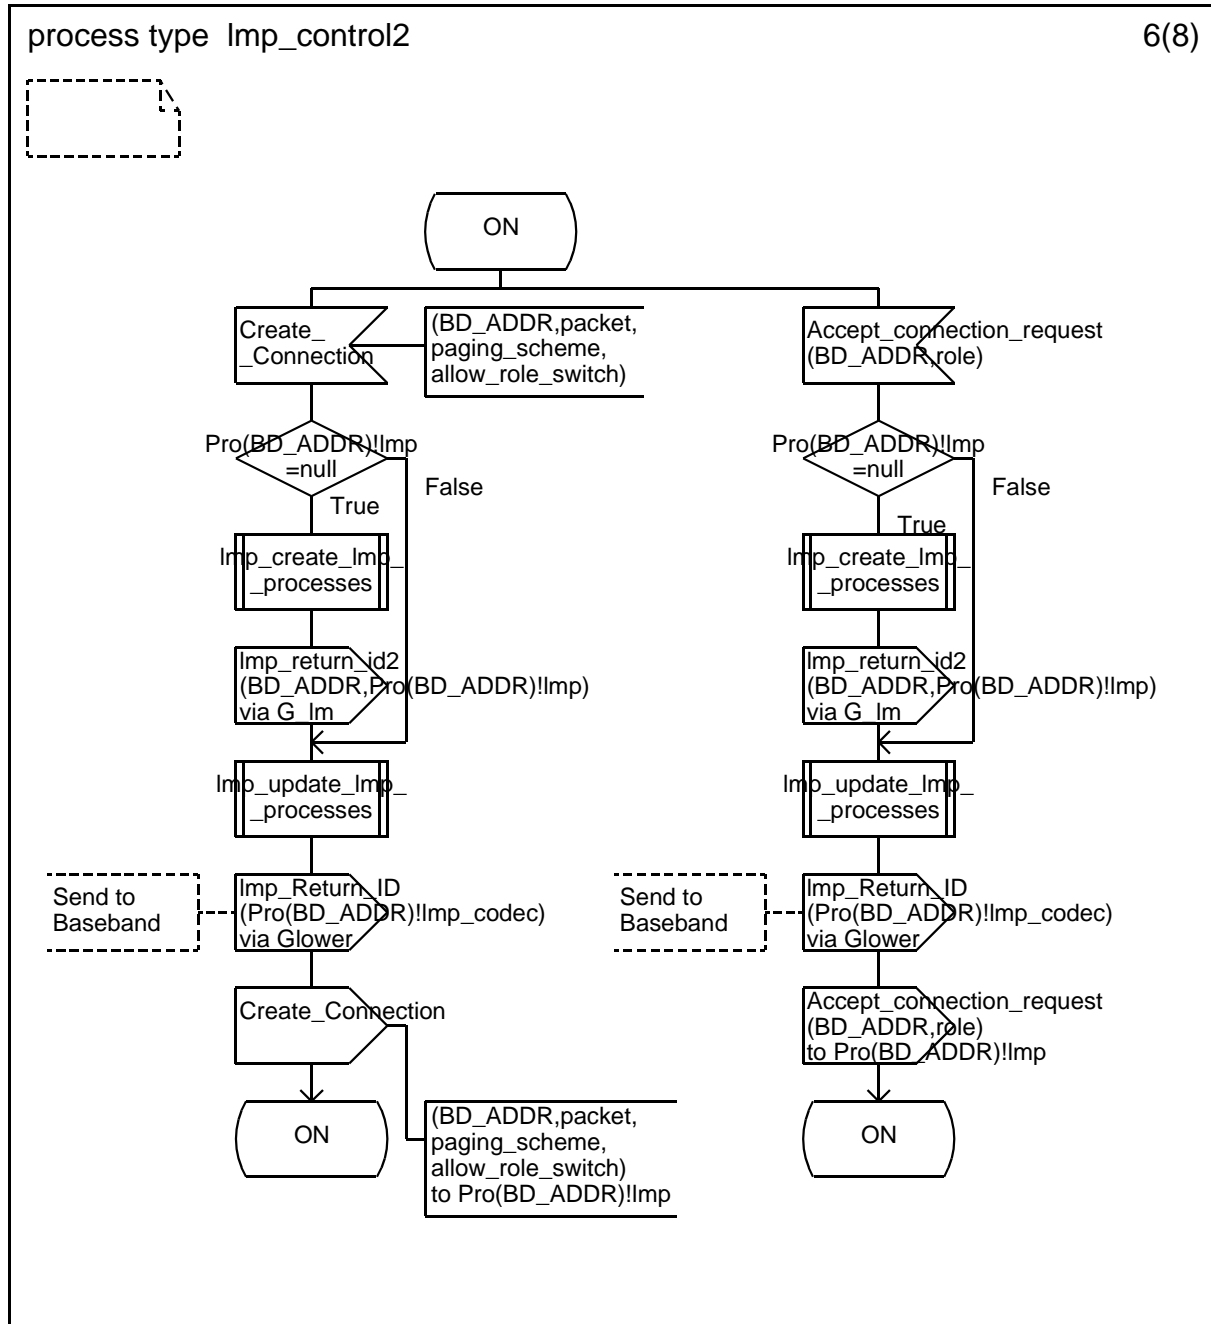 process type lmp_control2
6(8)
ON
Create_
_Connection
(BD_ADDR,packet,
paging_scheme,
allow_role_switch)
Pro(BD_ADDR)!lmp
=null
False
True
lmp_create_lmp_
_processes
lmp_return_id2
(BD_ADDR,Pro(BD_ADDR)!lmp)
via G_lm
lmp_update_lmp_
_processes
Send to
Baseband
lmp_Return_ID
(Pro(BD_ADDR)!lmp_codec)
via Glower
Create_Connection
ON
(BD_ADDR,packet,
paging_scheme,
allow_role_switch)
to Pro(BD_ADDR)!lmp
Accept_connection_request
(BD_ADDR,role)
Pro(BD_ADDR)!lmp
=null
False
True
lmp_create_lmp_
_processes
lmp_return_id2
(BD_ADDR,Pro(BD_ADDR)!lmp)
via G_lm
lmp_update_lmp_
_processes
Send to
Baseband
lmp_Return_ID
(Pro(BD_ADDR)!lmp_codec)
via Glower
Accept_connection_request
(BD_ADDR,role)
to Pro(BD_ADDR)!lmp
ON